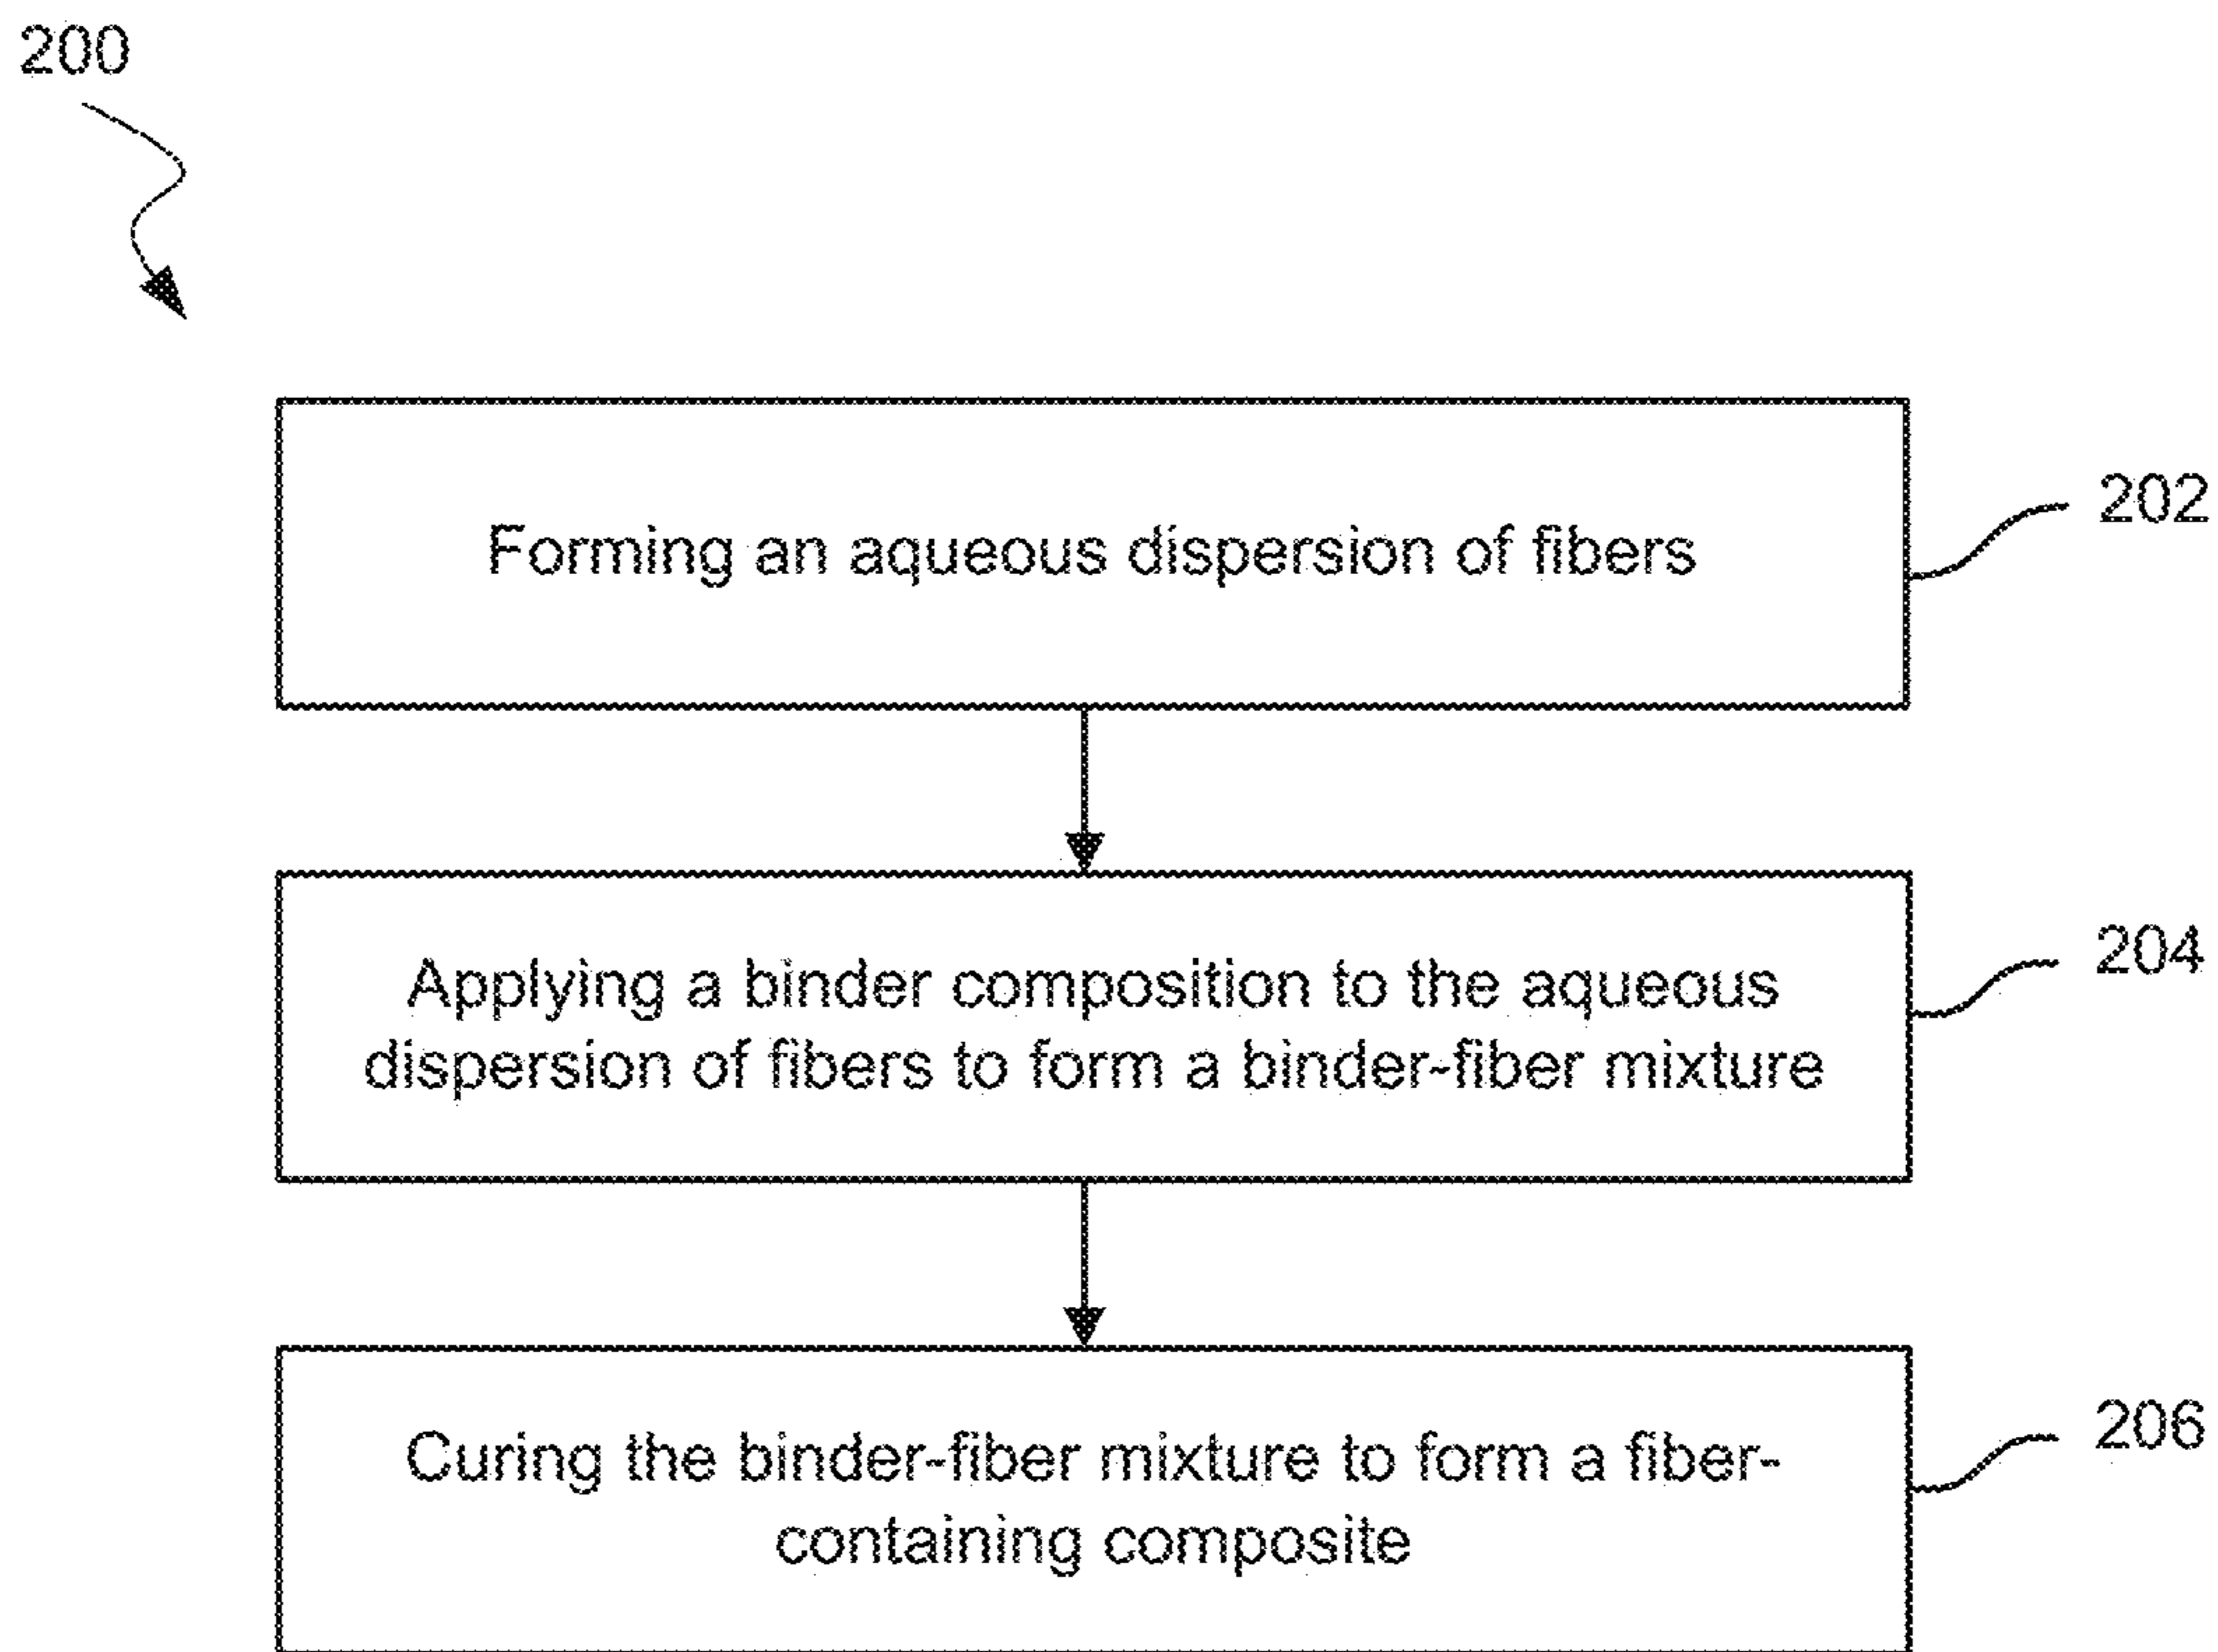 200
Forming an aqueous dispersion of fibers
202
Applying a binder composition to the aqueous
dispersion of fibers to form a binder-fiber mixture
204
Curing the binder-fiber mixture to form a fiber-
containing composite
206